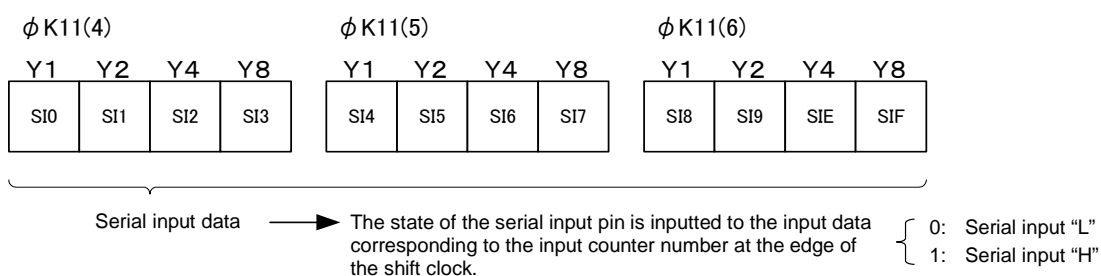 φK11(4) φK11(5) φK11(6)
Y1 Y2 Y4 Y8 Y1 Y2 Y4 Y8 Y1 Y2 Y4 Y8
SI0 SI1 SI2 SI3 SI4 SI5 SI6 SI7 SI8 SI9 SIE SIF
Serial input data
The state of the serial input pin is inputted to the input data
corresponding to the input counter number at the edge of
the shift clock.
0: Serial input “L”
1: Serial input “H”